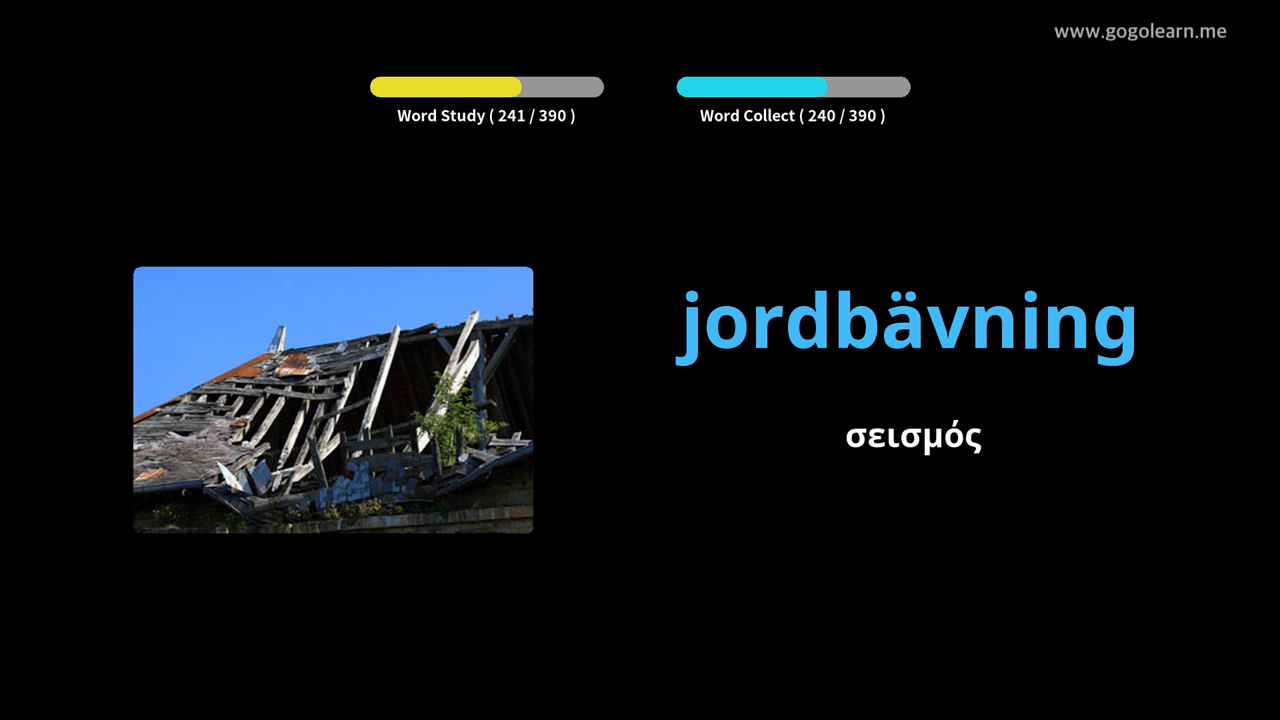 www.gogolearn.me
Word Study ( 241 / 390 )
Word Collect ( 240 / 390 )
jordbävning
σεισμός